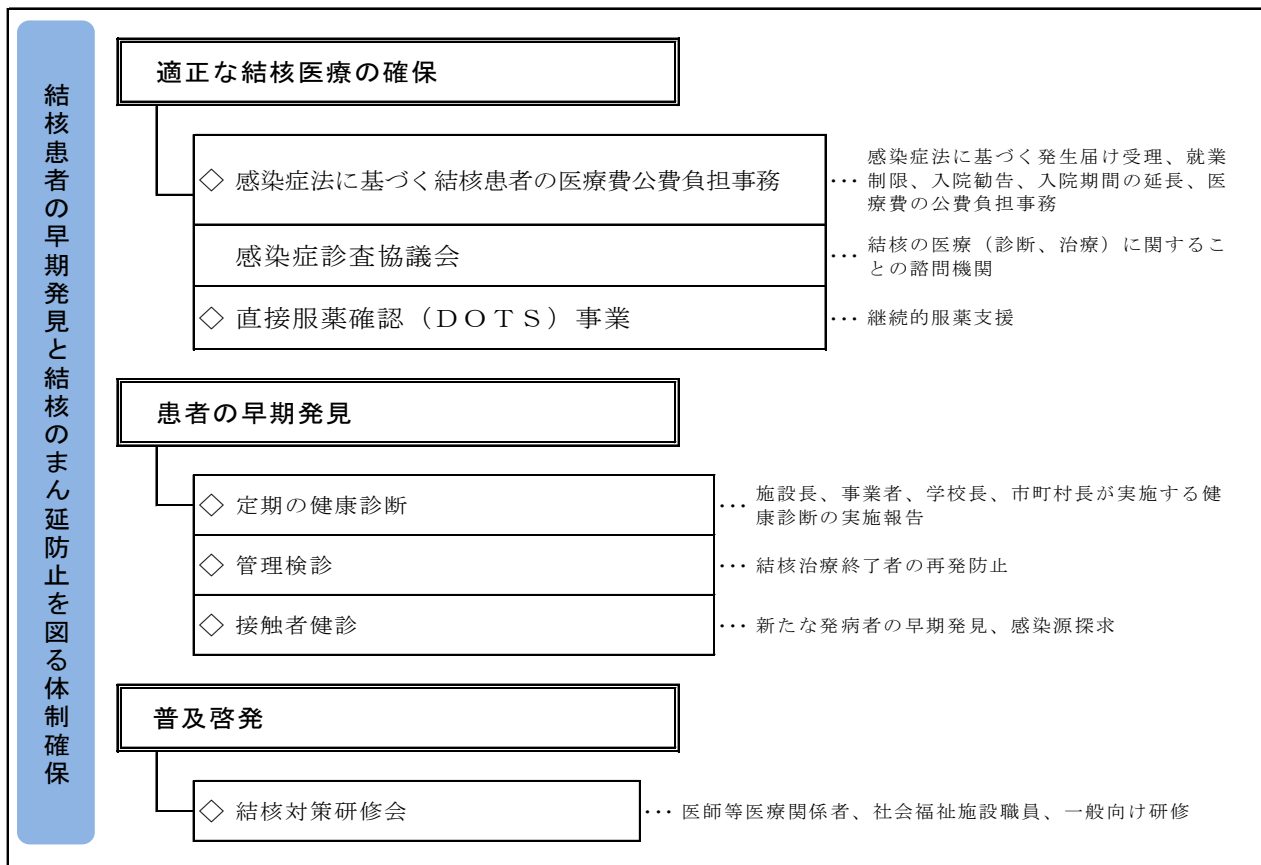 結核患者の早期発見と結核のまん延防止を図る体制確保
適正な結核医療の確保
◇ 感染症法に基づく結核患者の医療費公費負担事務
… 感染症法に基づく発生届け受理、就業
制限、入院勧告、入院期間の延長、医
療費の公費負担事務
感染症診査協議会
… 結核の医療（診断、治療）に関するこ
との諮問機関
◇ 直接服薬確認（ＤＯＴＳ）事業
… 継続的服薬支援
患者の早期発見
◇ 定期の健康診断
… 施設長、事業者、学校長、市町村長が実施する健
康診断の実施報告
◇ 管理検診
… 結核治療終了者の再発防止
◇ 接触者健診
… 新たな発病者の早期発見、感染源探求
普及啓発
◇ 結核対策研修会
… 医師等医療関係者、社会福祉施設職員、一般向け研修